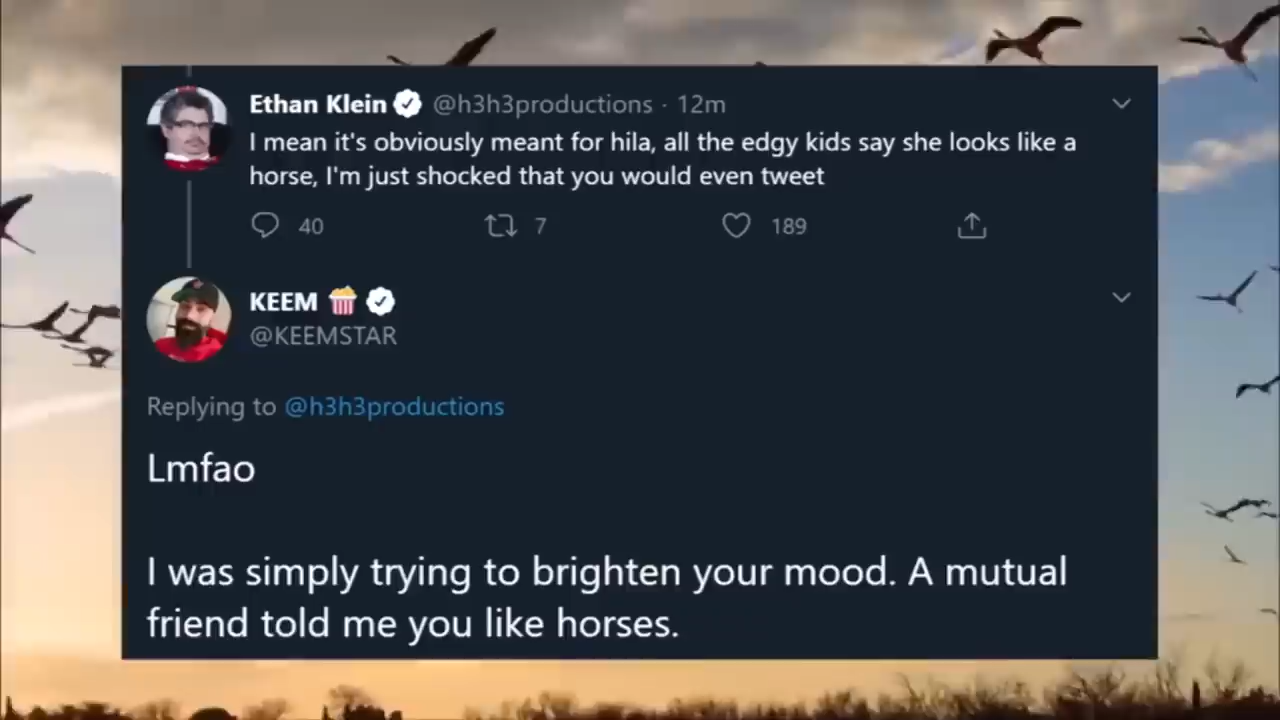 Ethan Klein @h3h3productions · 12m
I mean it's obviously meant for hila, all the edgy kids say she looks like a
horse, I'm just shocked that you would even tweet
40 7 189
KEEM 🍿
@KEEMSTAR
Replying to @h3h3productions
Lmfao
I was simply trying to brighten your mood. A mutual
friend told me you like horses.